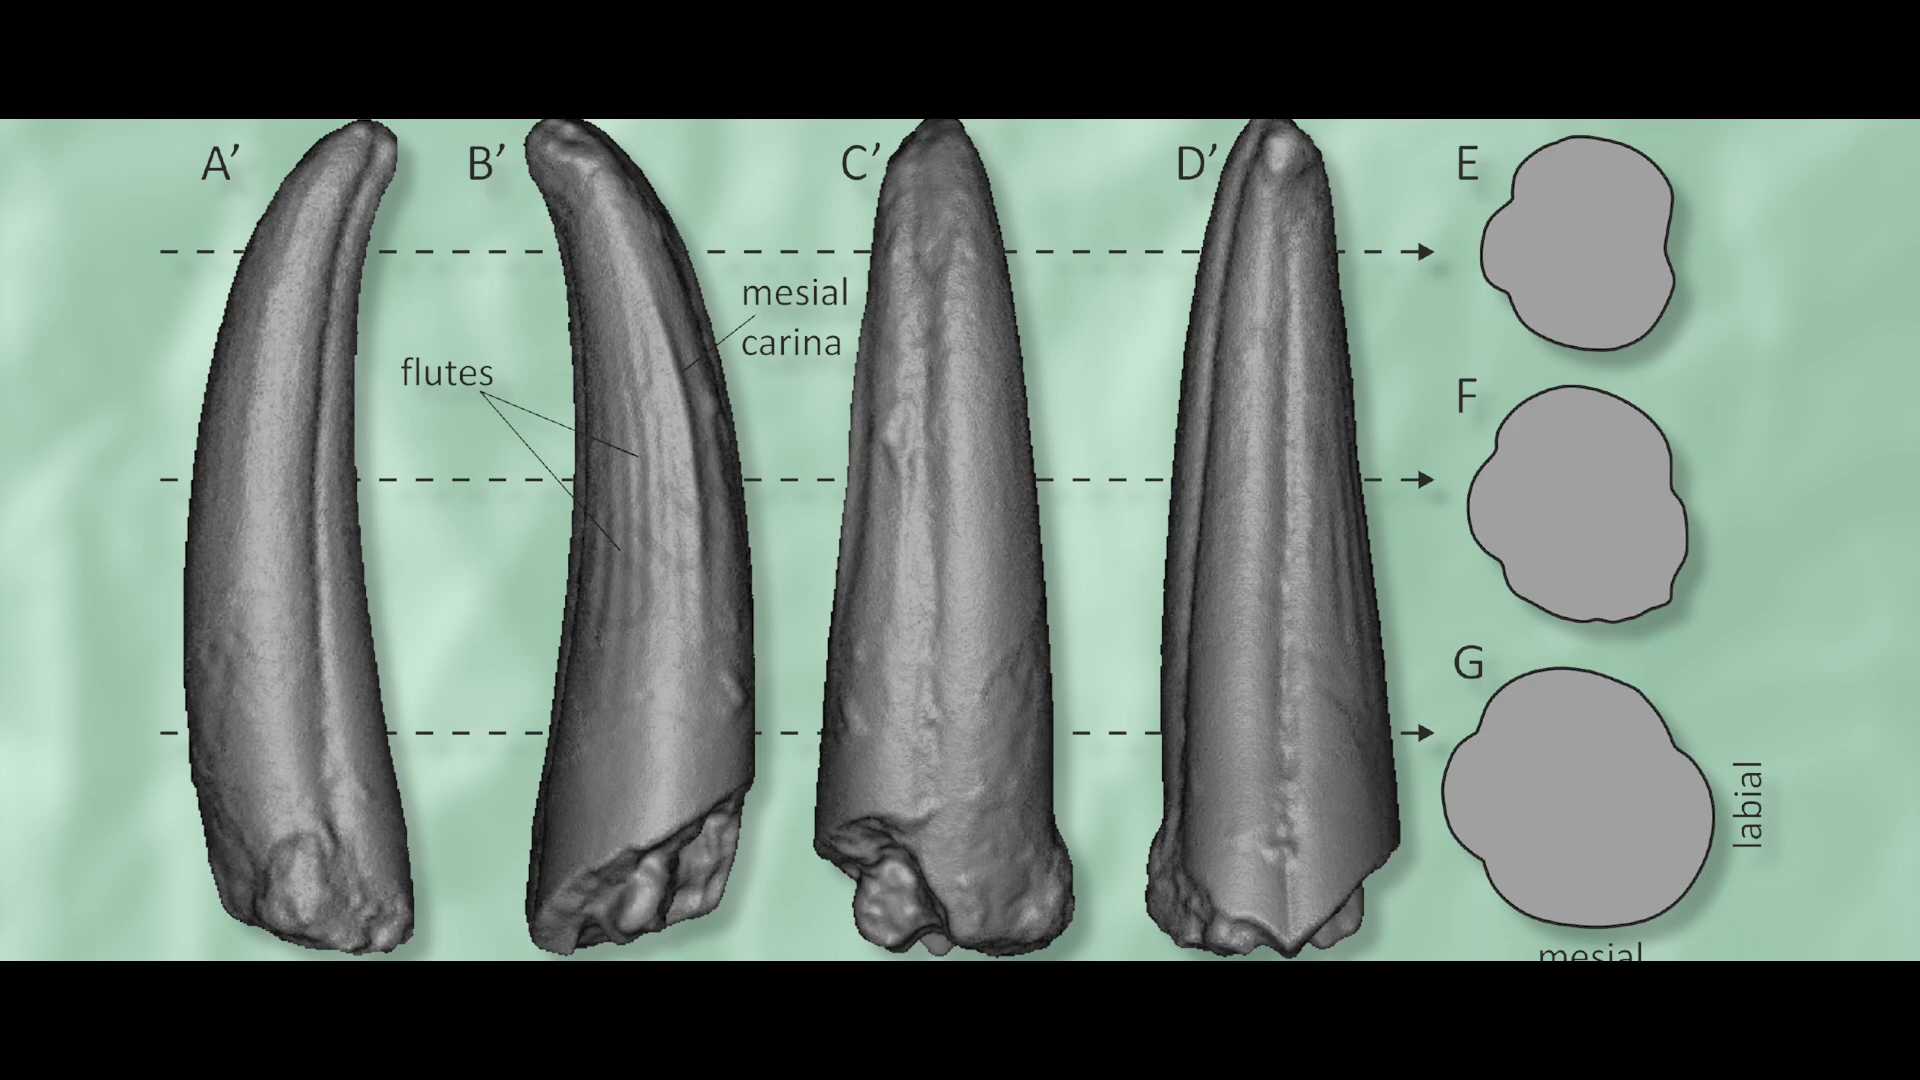 A’
B’
C’
D’
E
mesial
carina
flutes
F
G
labial
mesial